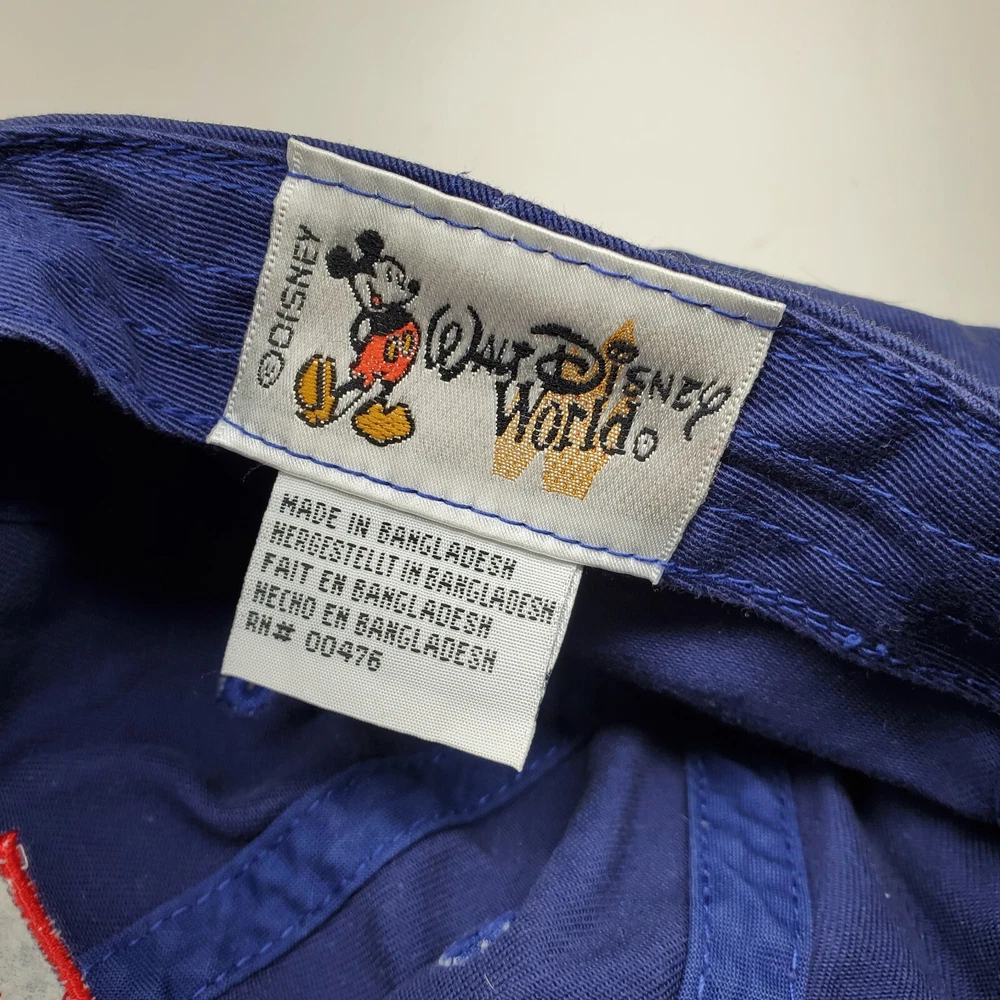 ©DISNEY
WALT DISNEY
World
MADE IN BANGLADESH
HERGESTELLT IN BANGLADESH
FAIT EN BANGLADESH
HECHO EN BANGLADESH
RN# 00476